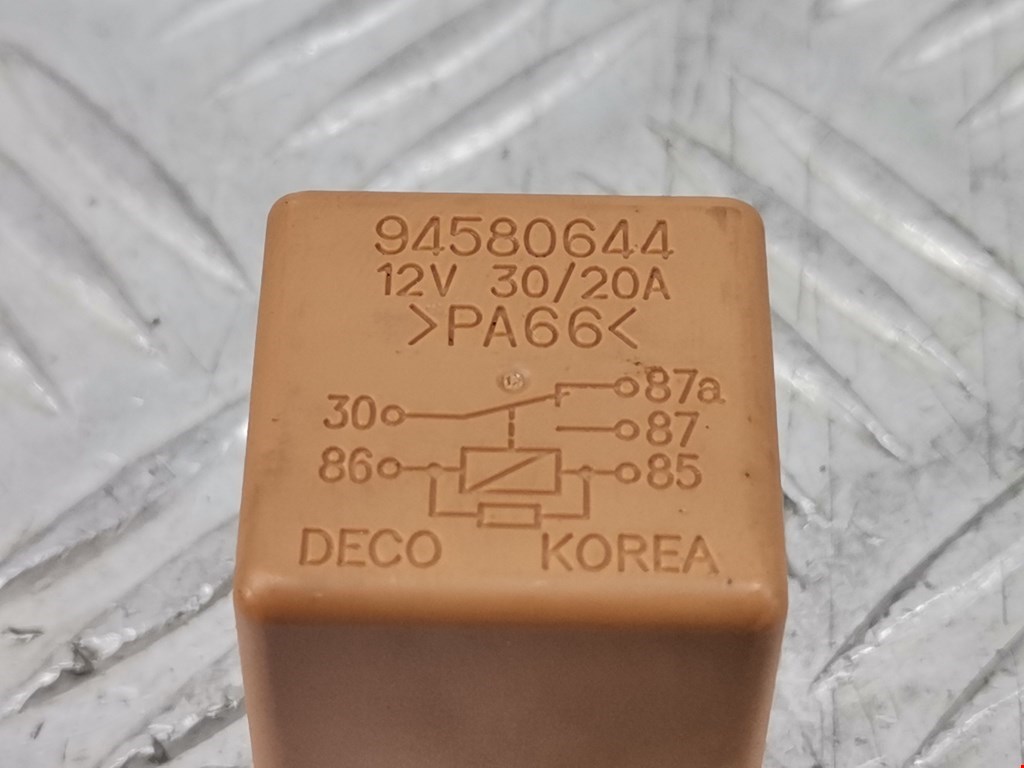 94580644
12V 30/20A
>PA66<
87a
30
87
86 85
DECO KOREA